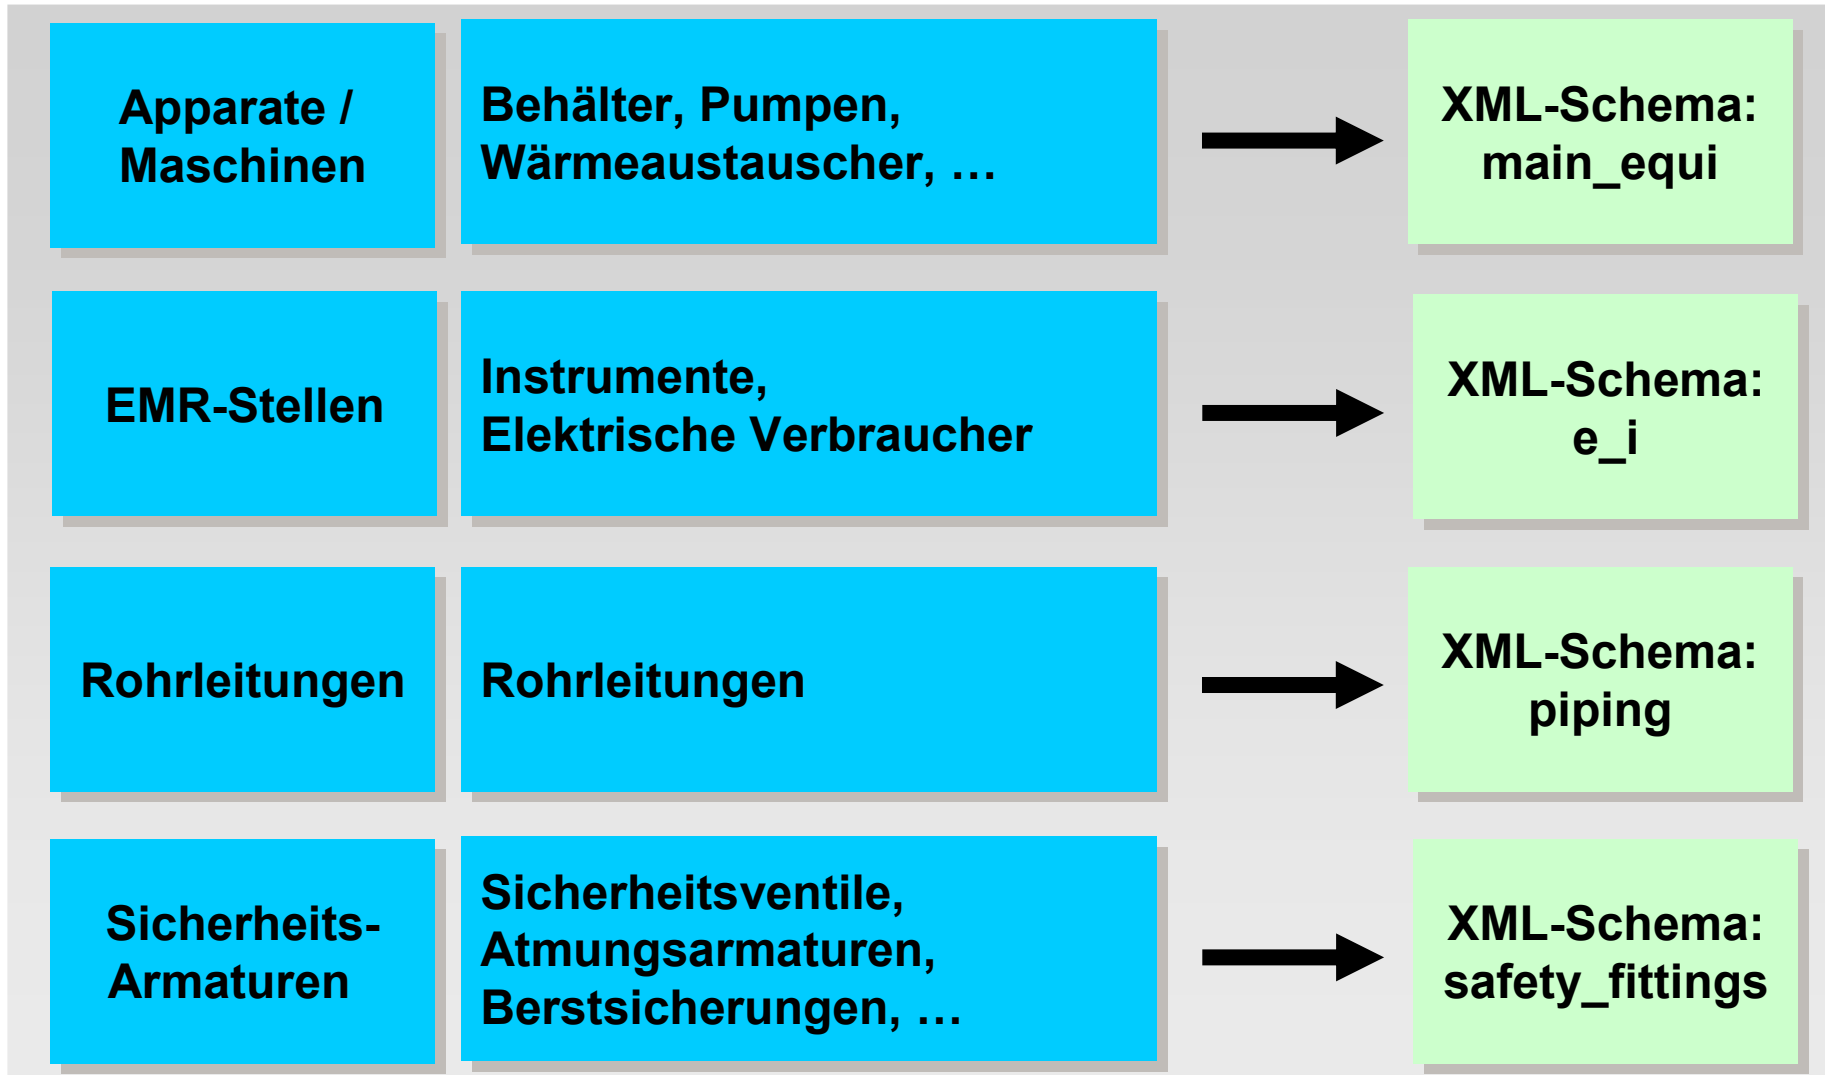 Apparate /
Maschinen
Behälter, Pumpen,
Wärmeaustauscher, …
XML-Schema:
main_equi
EMR-Stellen
Instrumente,
Elektrische Verbraucher
XML-Schema:
e_i
Rohrleitungen
Rohrleitungen
XML-Schema:
piping
Sicherheits-
Armaturen
Sicherheitsventile,
Atmungsarmaturen,
Berstsicherungen, …
XML-Schema:
safety_fittings